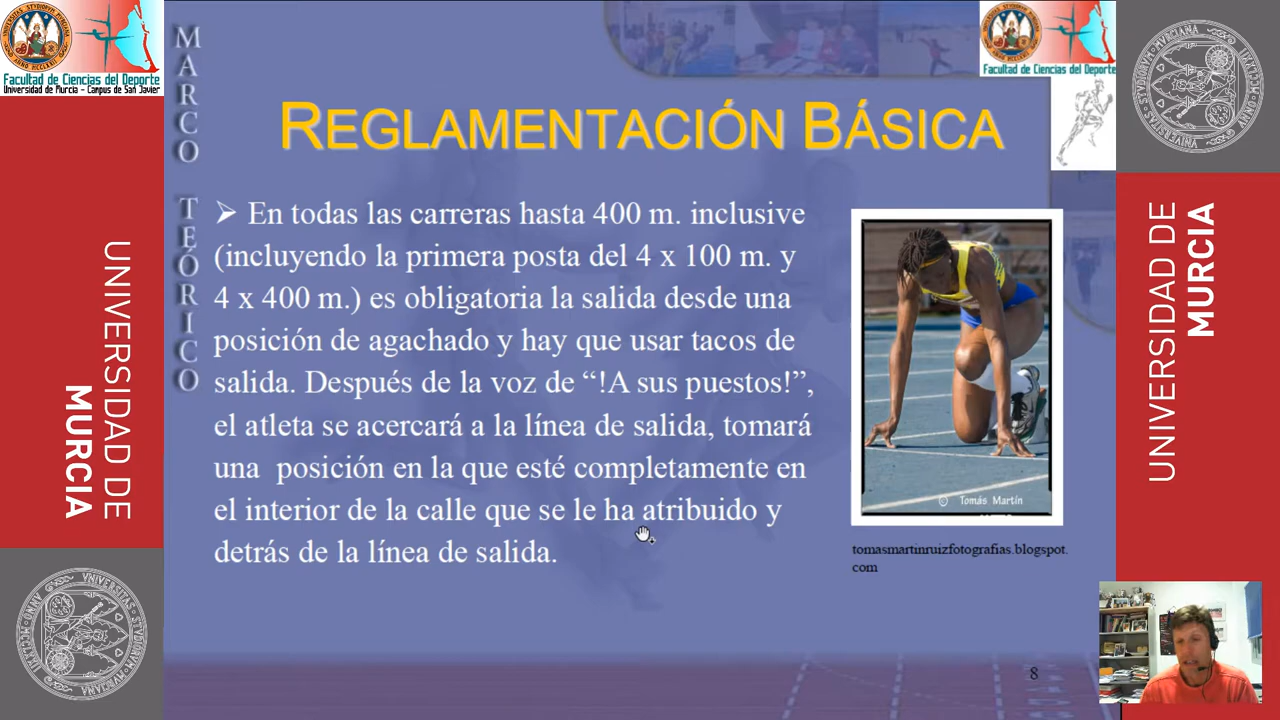 Facultad de Ciencias del Deporte
Universidad de Murcia - Campus de San Javier
Facultad de Ciencias del Deporte
MARCO TEÓRICO
REGLAMENTACIÓN BÁSICA
➢ En todas las carreras hasta 400 m. inclusive
(incluyendo la primera posta del 4 x 100 m. y
4 x 400 m.) es obligatoria la salida desde una
posición de agachado y hay que usar tacos de
salida. Después de la voz de “!A sus puestos!”,
el atleta se acercará a la línea de salida, tomará
una posición en la que esté completamente en
el interior de la calle que se le ha atribuido y
detrás de la línea de salida.
© Tomás Martín
tomasmartinruizfotografias.blogspot.
com
8
UNIVERSIDAD DE
MURCIA
UNIVERSIDAD DE
MURCIA